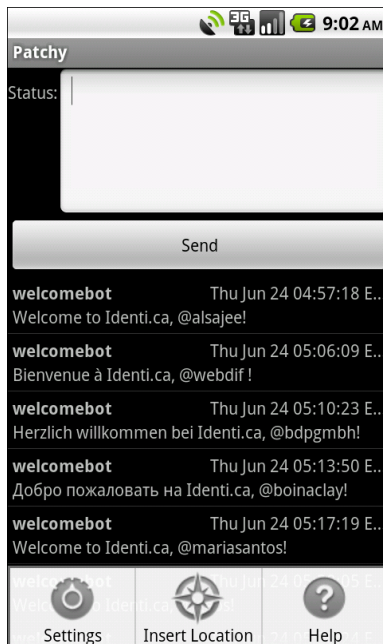 3G
9:02 AM
Patchy
Status:
Send
welcomebot Thu Jun 24 04:57:18 E..
Welcome to Identi.ca, @alsajee!
welcomebot Thu Jun 24 05:06:09 E..
Bienvenue à Identi.ca, @webdif !
welcomebot Thu Jun 24 05:10:23 E..
Herzlich willkommen bei Identi.ca, @bdpgmbh!
welcomebot Thu Jun 24 05:13:50 E..
Добро пожаловать на Identi.ca, @boinaclay!
welcomebot Thu Jun 24 05:17:19 E..
Welcome to Identi.ca, @mariasantos!
Settings Insert Location Help